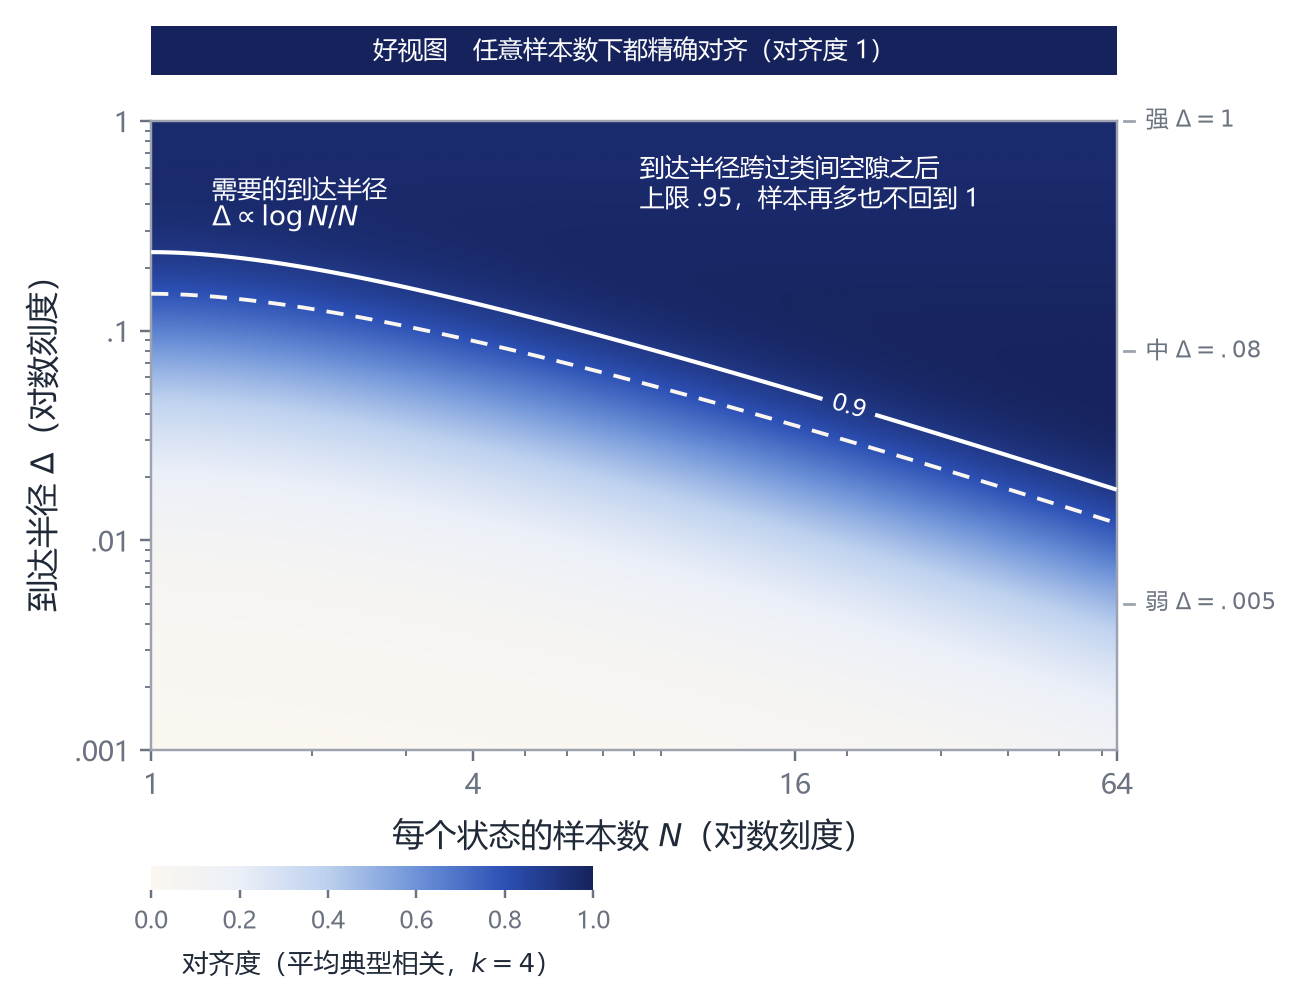 好视图　任意样本数下都精确对齐（对齐度 1）
需要的到达半径
Δ ∝ log N/N
到达半径跨过类间空隙之后
上限 .95，样本再多也不回到 1
0.9
1
.1
.01
.001
到达半径 Δ（对数刻度）
强 Δ = 1
中 Δ = .08
弱 Δ = .005
1
4
16
64
每个状态的样本数 N（对数刻度）
0.0
0.2
0.4
0.6
0.8
1.0
对齐度（平均典型相关，k = 4）